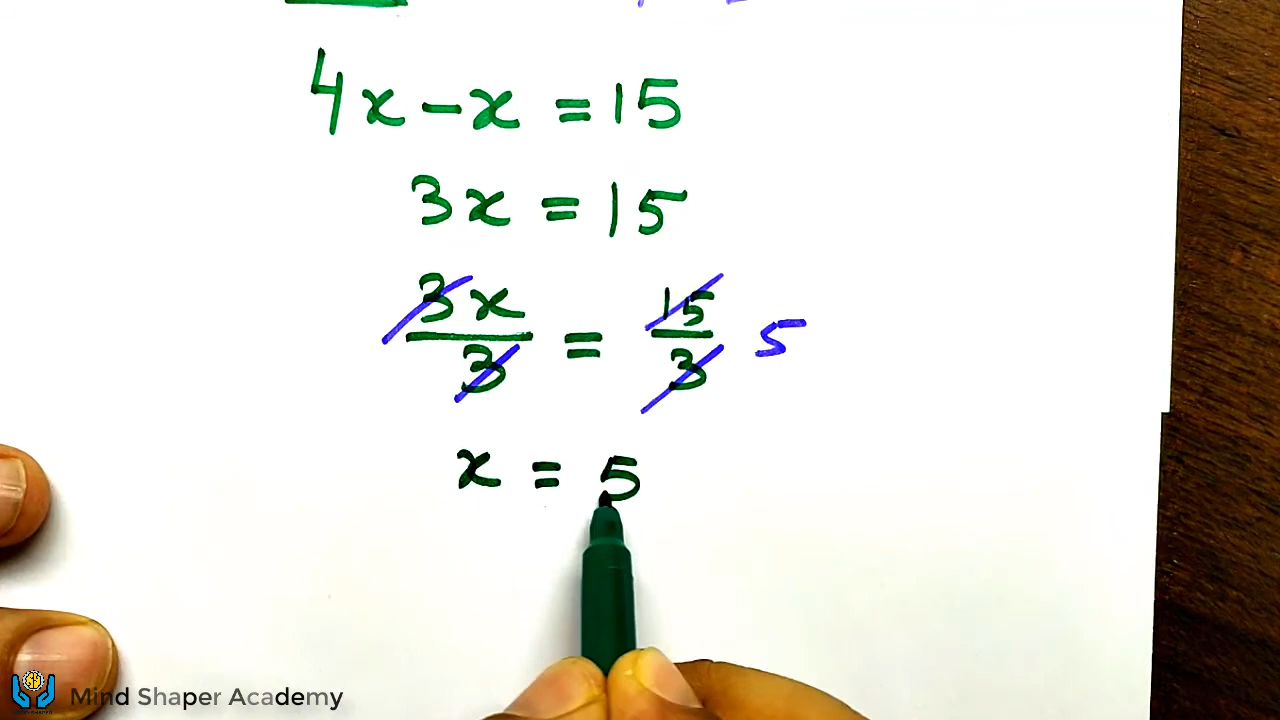 4x - x = 15
3x = 15
3x/3 = 15/3 5
x = 5
Mind Shaper Academy